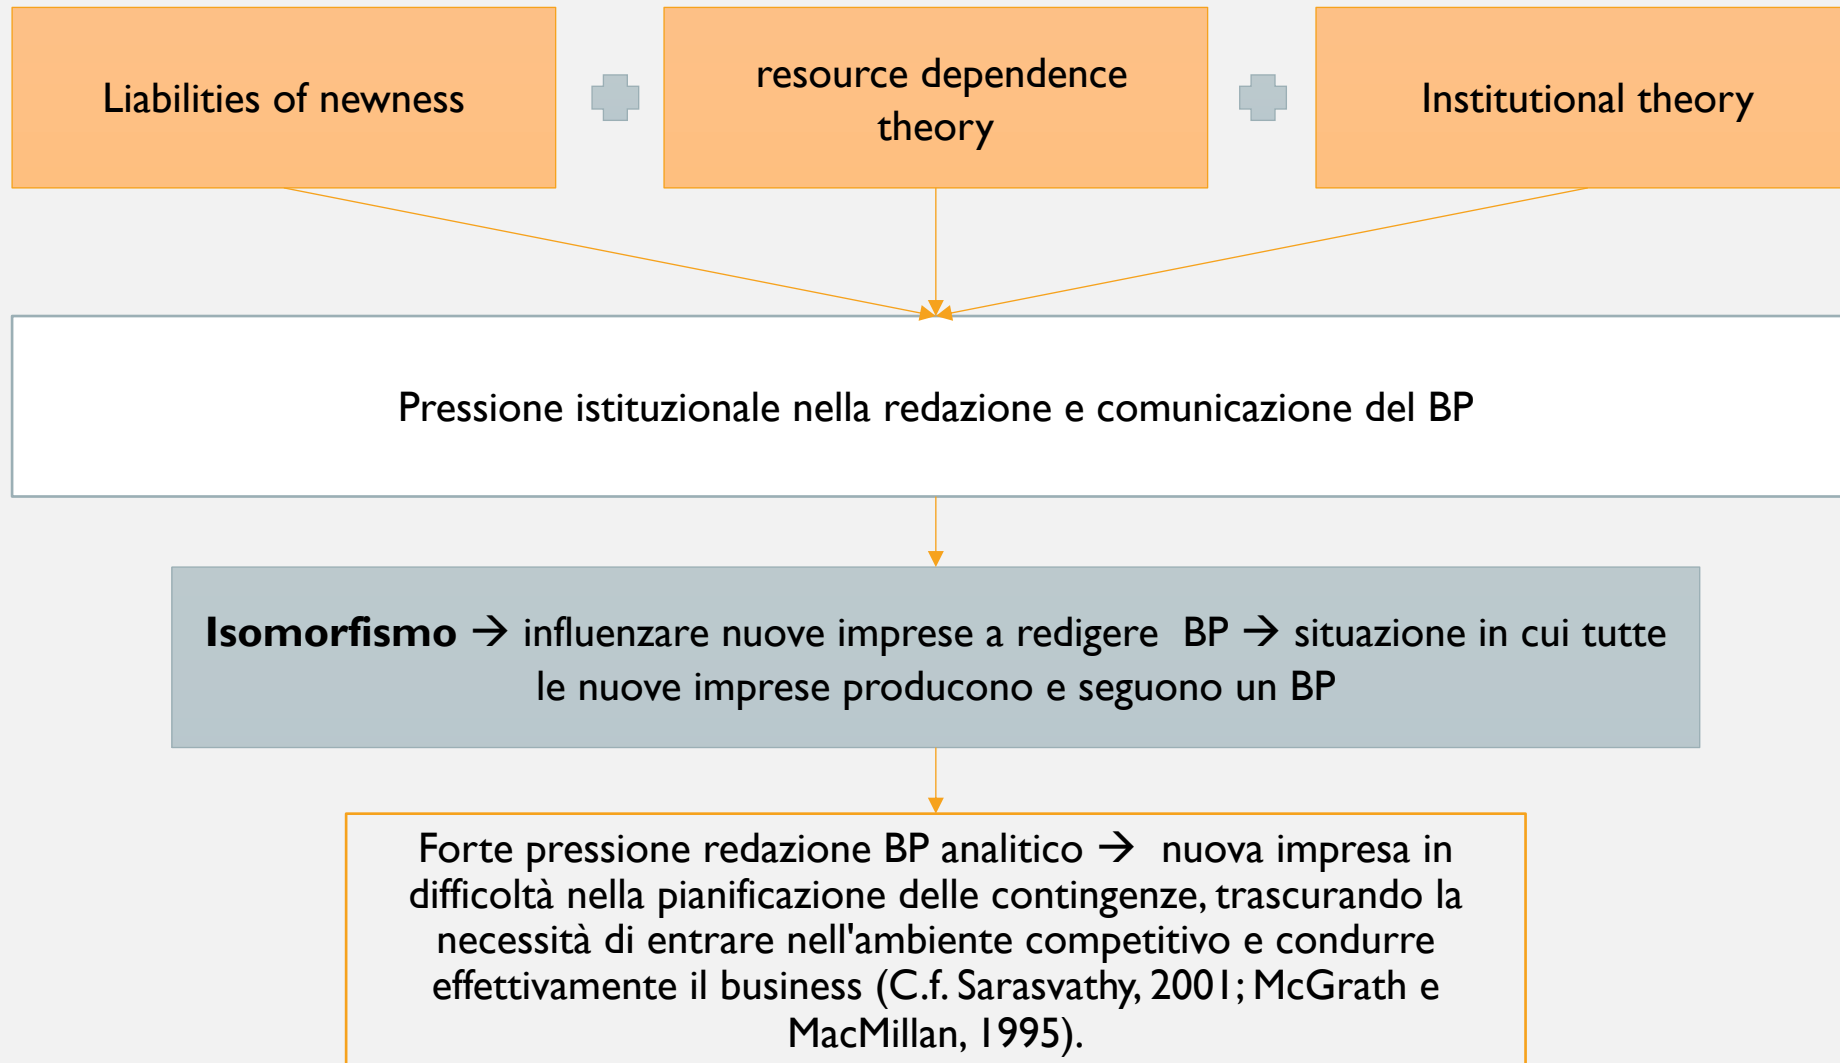 Liabilities of newness
resource dependence
theory
Institutional theory
Pressione istituzionale nella redazione e comunicazione del BP
Isomorfismo → influenzare nuove imprese a redigere  BP → situazione in cui tutte
le nuove imprese producono e seguono un BP
Forte pressione redazione BP analitico →  nuova impresa in
difficoltà nella pianificazione delle contingenze, trascurando la
necessità di entrare nell'ambiente competitivo e condurre
effettivamente il business (C.f. Sarasvathy, 2001; McGrath e
MacMillan, 1995).